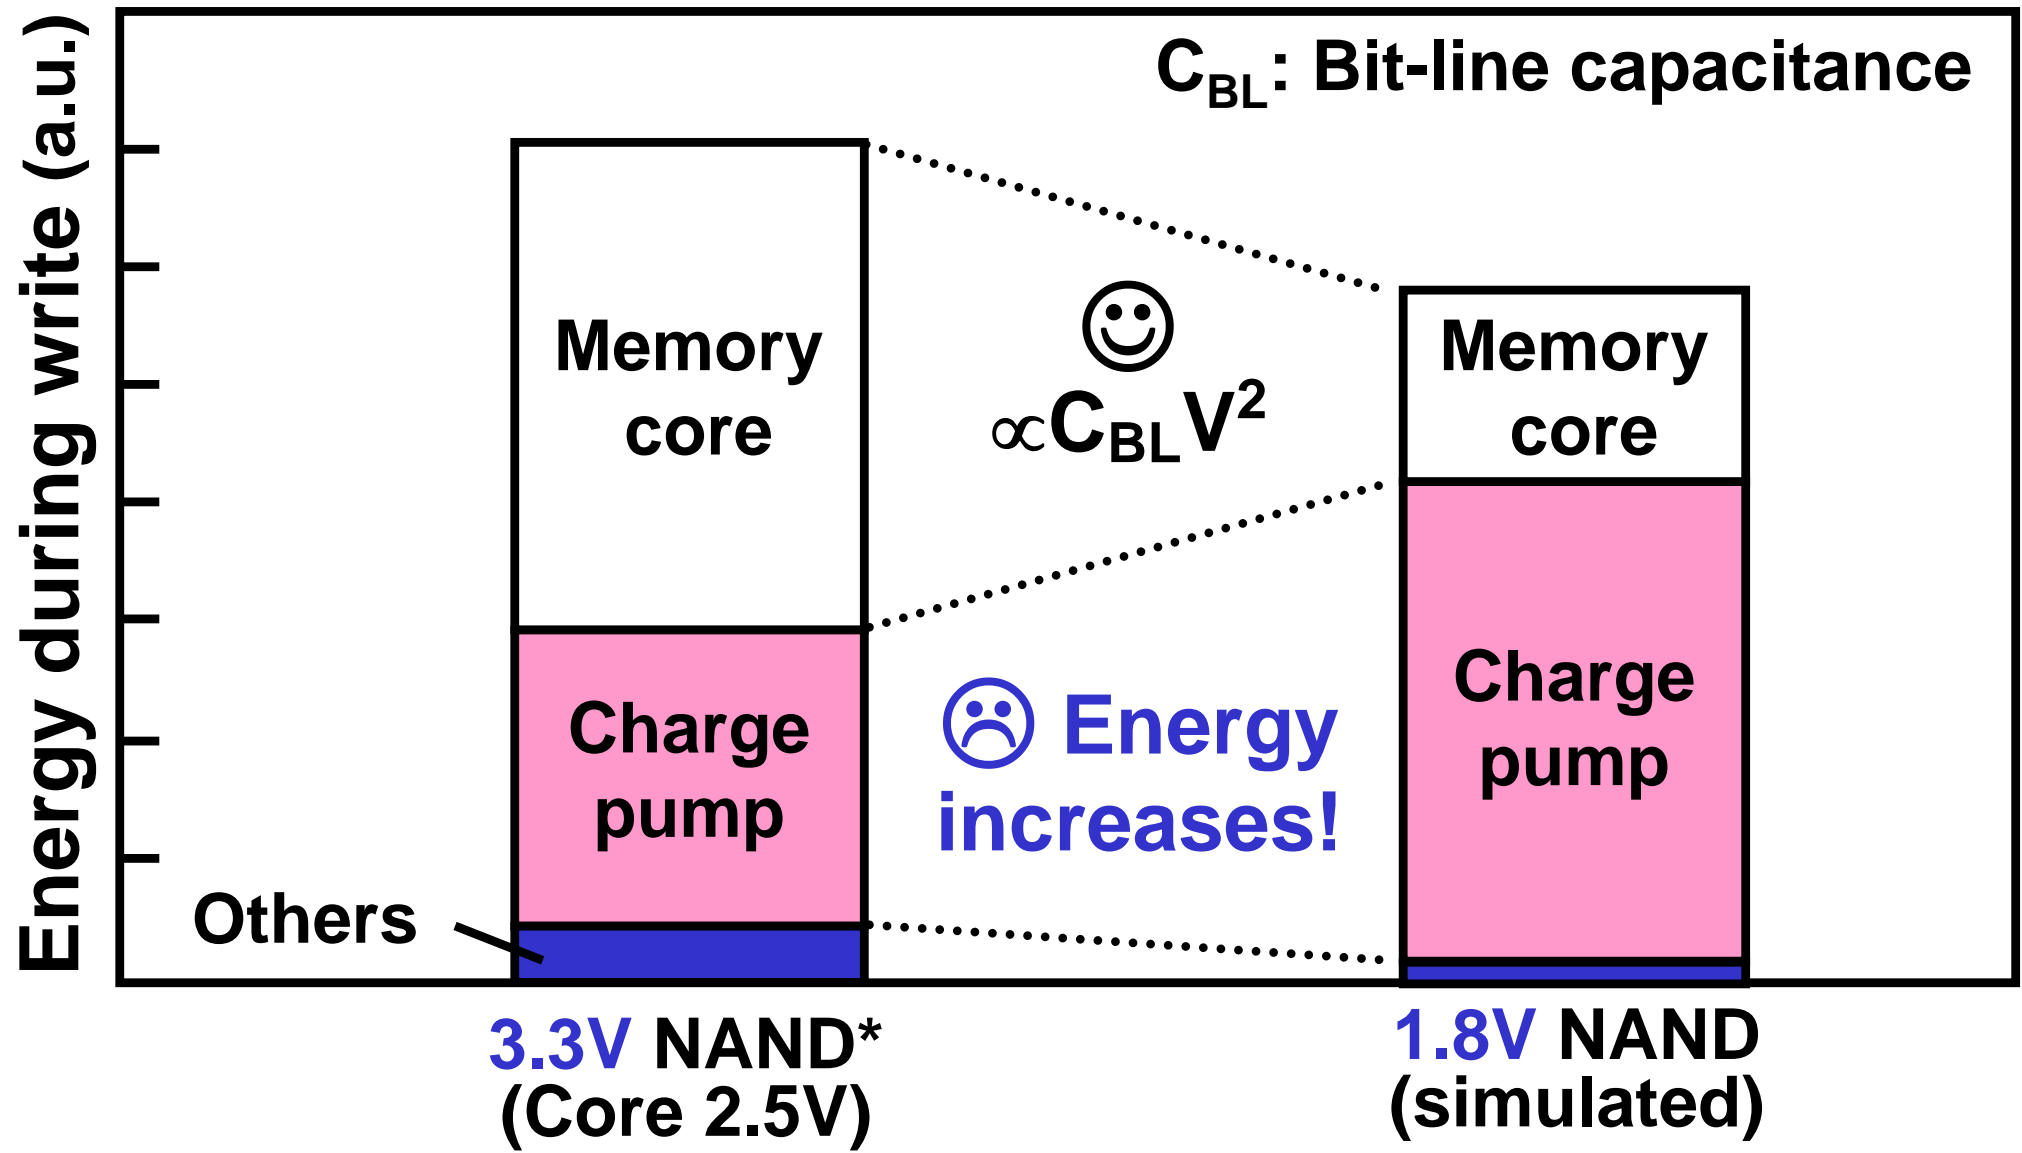 Energy during write (a.u.)
C_BL: Bit-line capacitance
Memory
core
Charge
pump
Others
∝C_BL V²
Energy
increases!
Memory
core
Charge
pump
3.3V NAND*
(Core 2.5V)
1.8V NAND
(simulated)